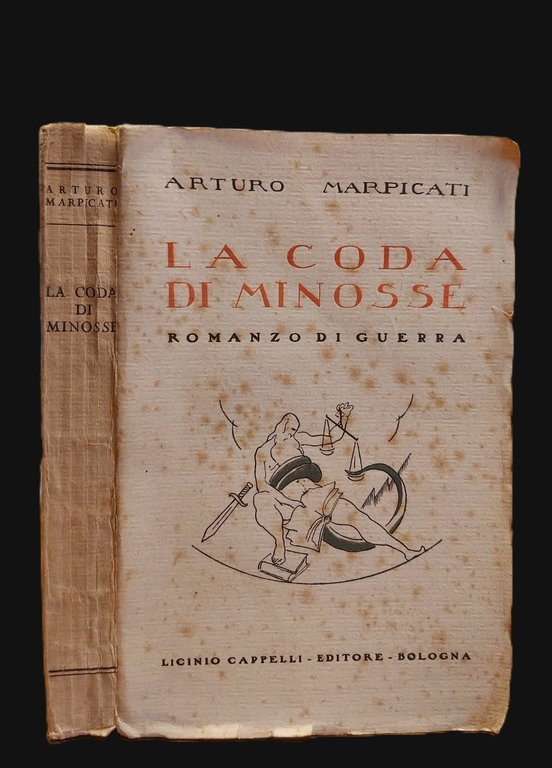 ARTURO
MARPICATI
LA CODA
DI
MINOSSE
ARTURO MARPICATI
LA CODA
DI MINOSSE
ROMANZO DI GUERRA
LICINIO CAPPELLI - EDITORE - BOLOGNA